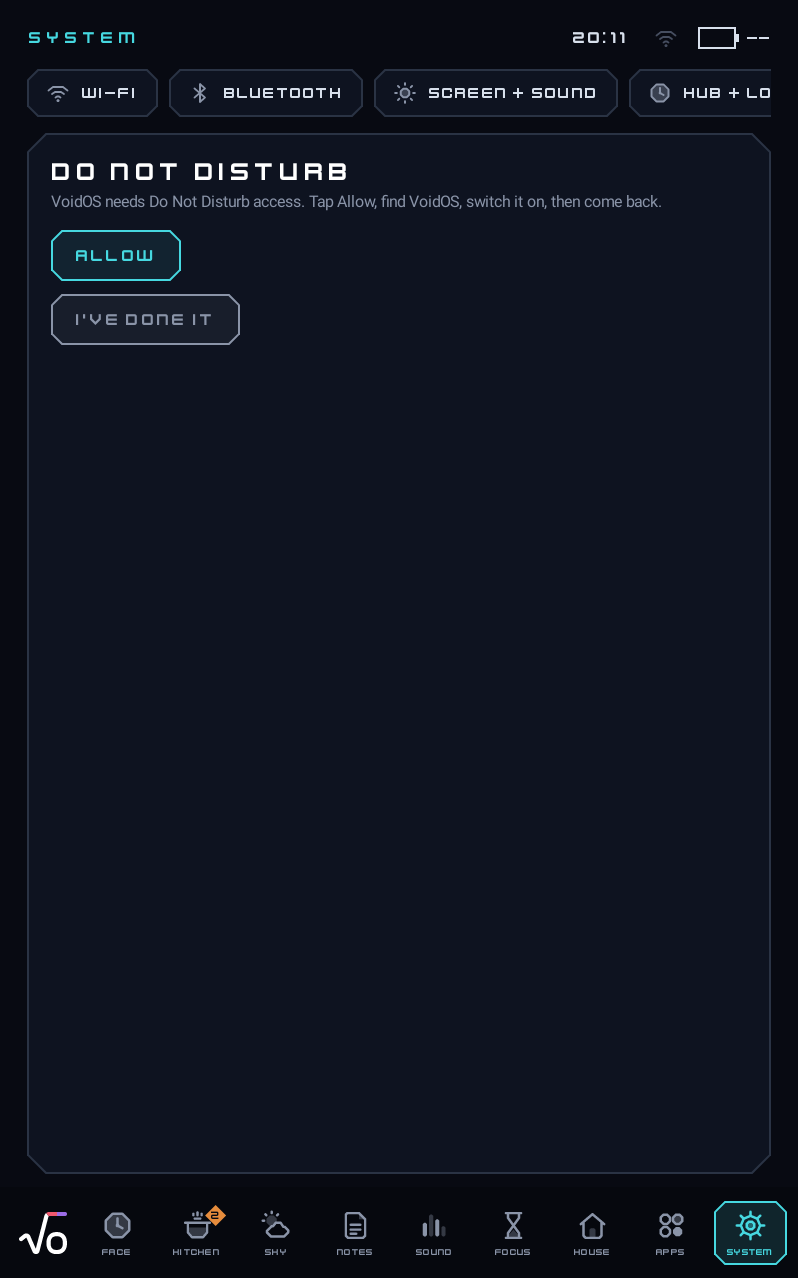 SYSTEM
20:11
--
WI-FI
BLUETOOTH
SCREEN + SOUND
HUB + LO
DO NOT DISTURB
VoidOS needs Do Not Disturb access. Tap Allow, find VoidOS, switch it on, then come back.
ALLOW
I'VE DONE IT
2
√o
FACE
KITCHEN
SKY
NOTES
SOUND
FOCUS
HOUSE
APPS
SYSTEM